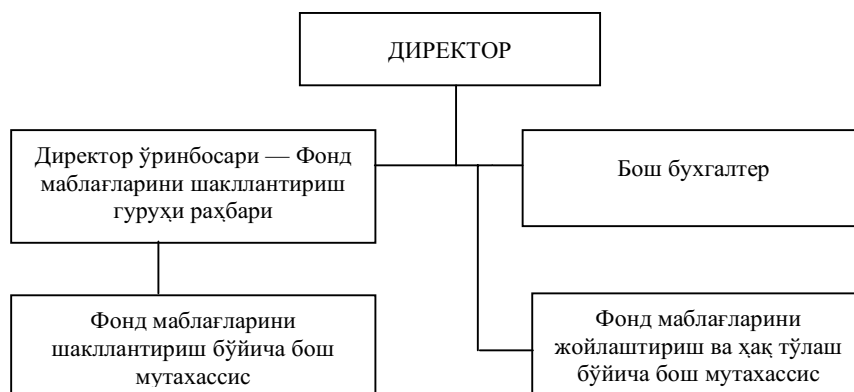 ДИРЕКТОР
Директор ўринбосари — Фонд
маблағларини шакллантириш
гуруҳи раҳбари
Бош бухгалтер
Фонд маблағларини
шакллантириш бўйича бош
мутахассис
Фонд маблағларини
жойлаштириш ва ҳақ тўлаш
бўйича бош мутахассис